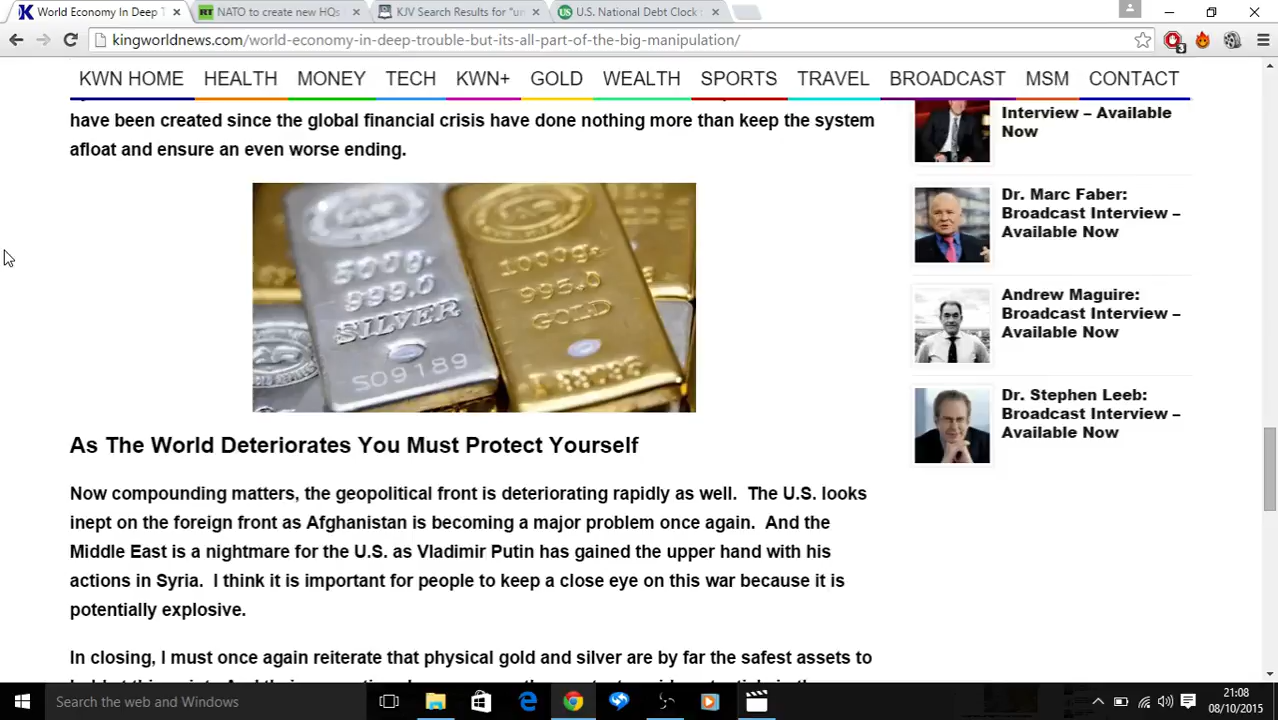 World Economy In Deep T
NATO to create new HQs
KJV Search Results for "un
U.S. National Debt Clock :
kingworldnews.com/world-economy-in-deep-trouble-but-its-all-part-of-the-big-manipulation/
3
KWN HOME HEALTH MONEY TECH KWN+ GOLD WEALTH SPORTS TRAVEL BROADCAST MSM CONTACT
have been created since the global financial crisis have done nothing more than keep the system
afloat and ensure an even worse ending.
500g.
999.0
SILVER
S09189
1000g.
995.0
GOLD
As The World Deteriorates You Must Protect Yourself
Now compounding matters, the geopolitical front is deteriorating rapidly as well. The U.S. looks
inept on the foreign front as Afghanistan is becoming a major problem once again. And the
Middle East is a nightmare for the U.S. as Vladimir Putin has gained the upper hand with his
actions in Syria. I think it is important for people to keep a close eye on this war because it is
potentially explosive.
In closing, I must once again reiterate that physical gold and silver are by far the safest assets to
Interview – Available
Now
Dr. Marc Faber:
Broadcast Interview –
Available Now
Andrew Maguire:
Broadcast Interview –
Available Now
Dr. Stephen Leeb:
Broadcast Interview –
Available Now
Search the web and Windows
21:08
08/10/2015